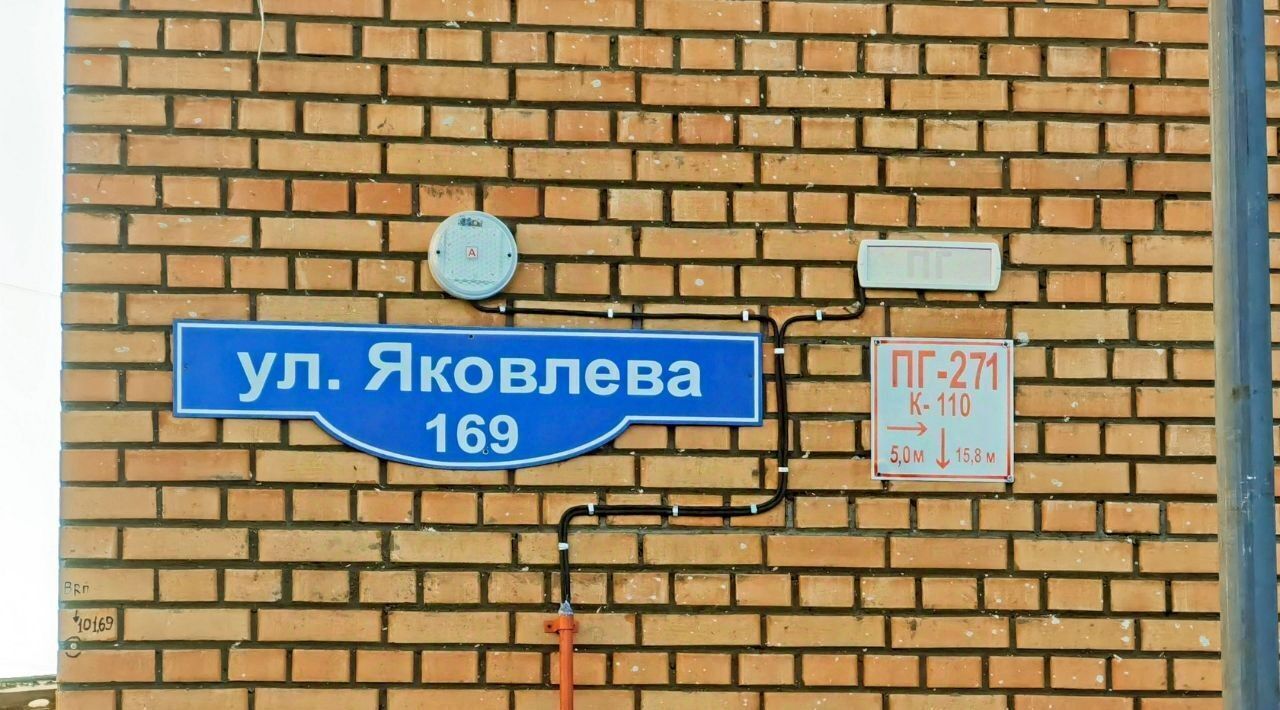 А
ПГ
ул. Яковлева
169
ПГ-271
К- 110
5,0м 15,8 м
10169